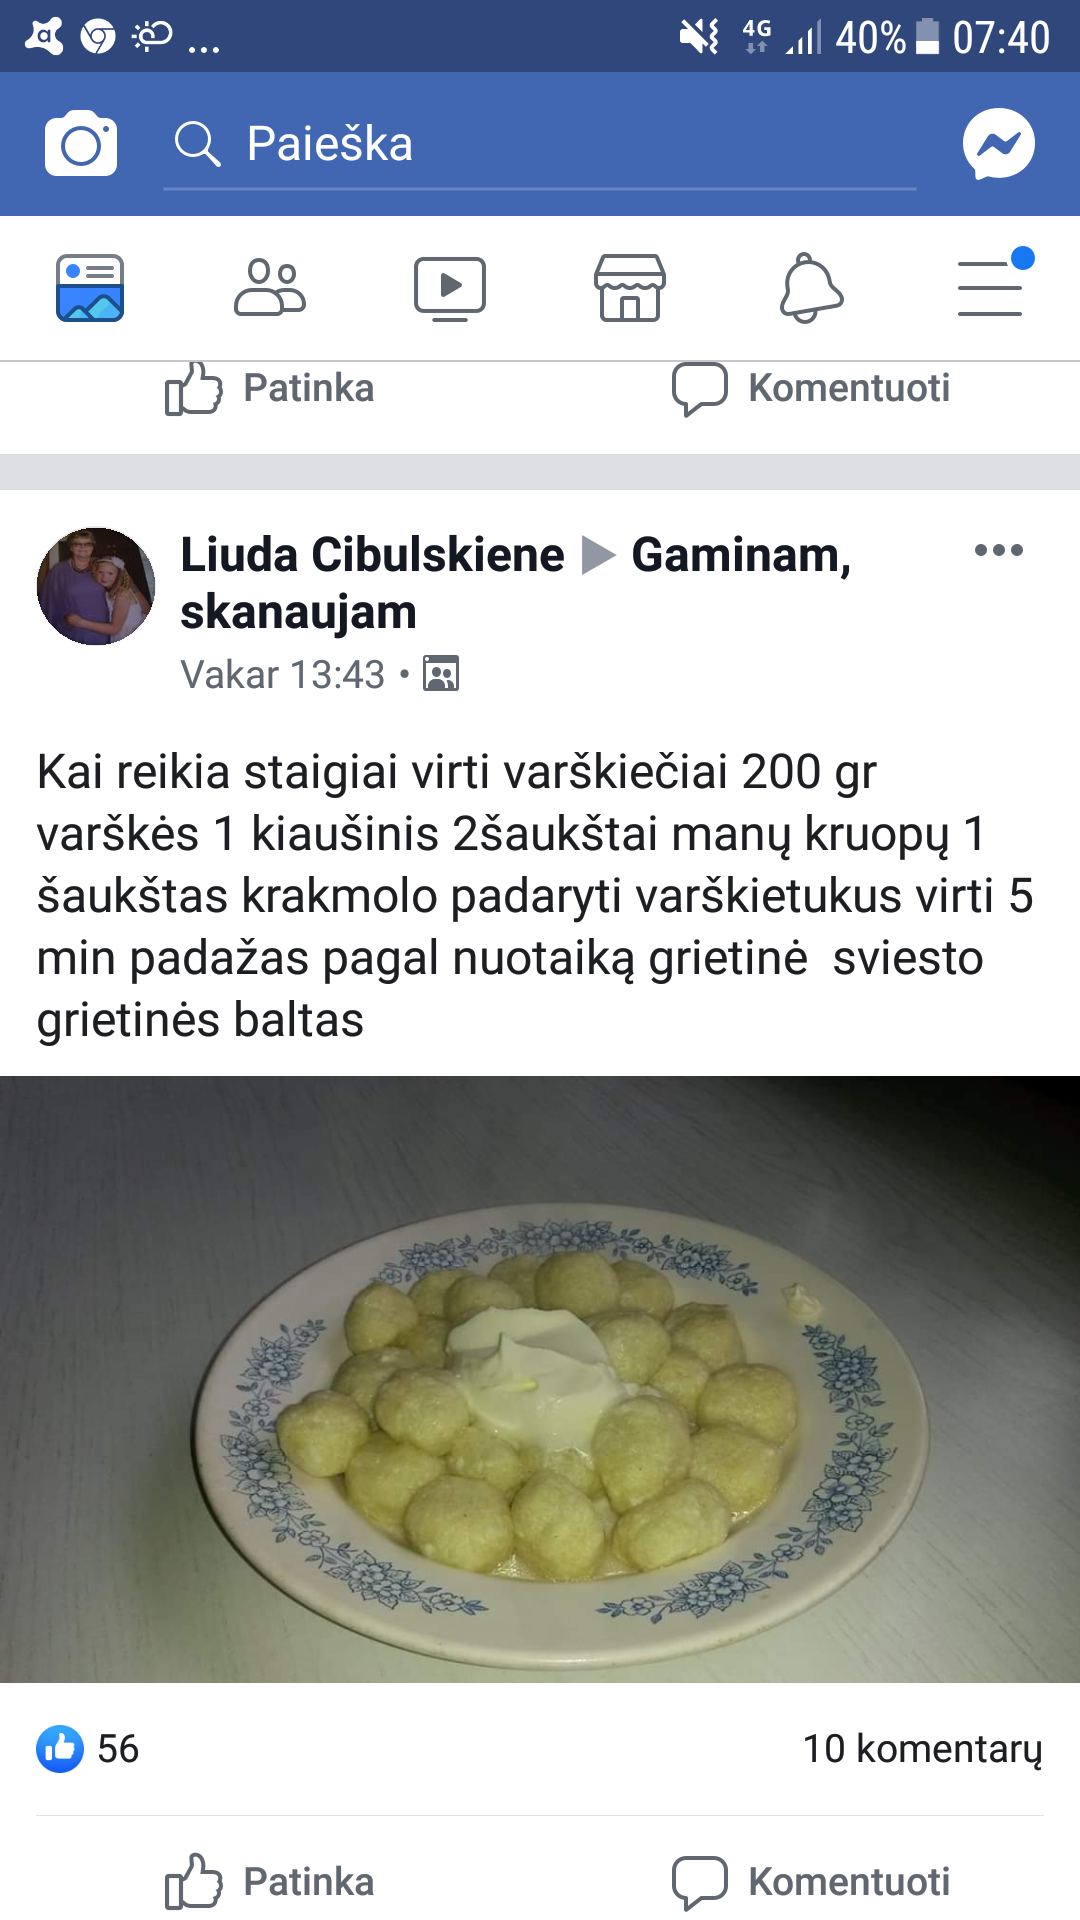 ... 4G 40% 07:40
Paieška
Patinka Komentuoti
Liuda Cibulskiene ▶ Gaminam,
skanaujam
Vakar 13:43 •
Kai reikia staigiai virti varškiečiai 200 gr
varškės 1 kiaušinis 2šaukštai manų kruopų 1
šaukštas krakmolo padaryti varškietukus virti 5
min padažas pagal nuotaiką grietinė  sviesto
grietinės baltas
56 10 komentarų
Patinka Komentuoti